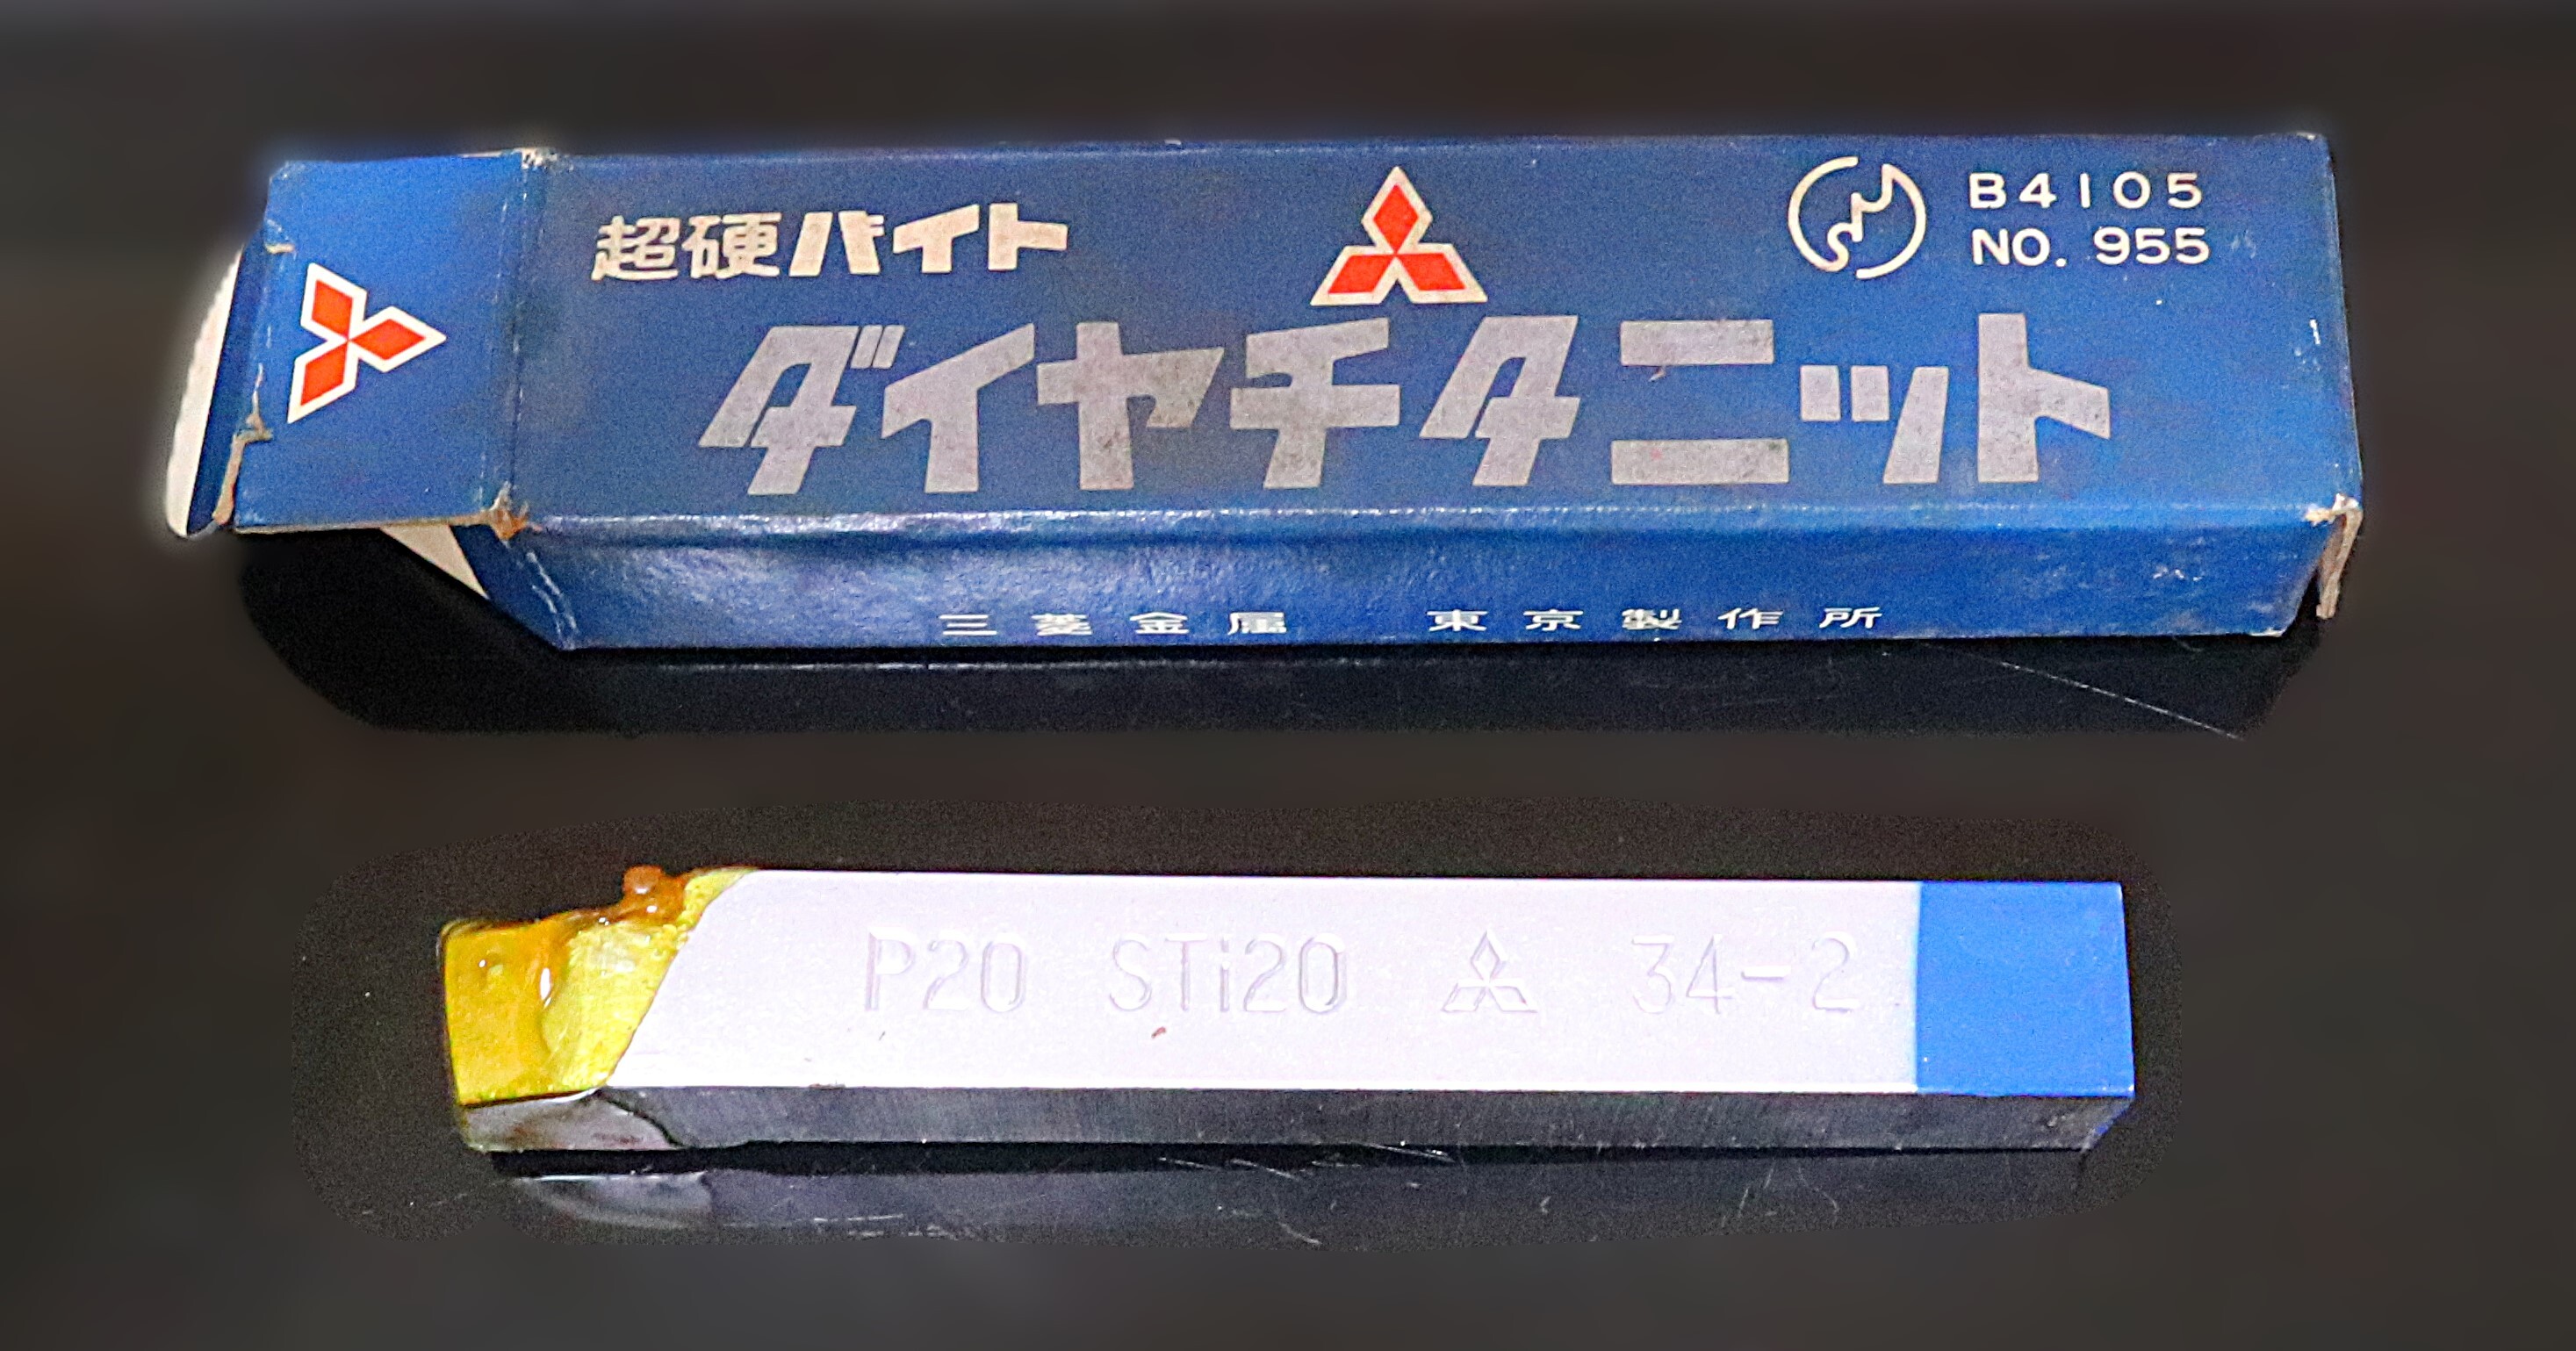 超硬バイト
B4105
NO. 955
ダイヤチタニット
三菱金属 東京製作所
P20 STi20 34-2